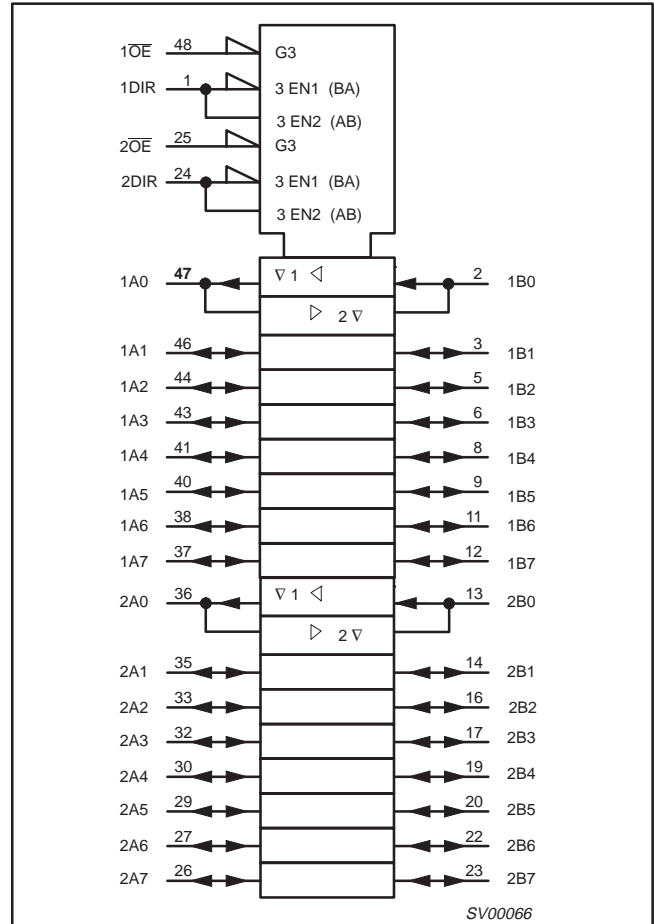 1OE 48 G3
1DIR 1 3 EN1 (BA)
3 EN2 (AB)
2OE 25 G3
2DIR 24 3 EN1 (BA)
3 EN2 (AB)
1A0 47 ∇ 1 ◁ 2 1B0
▷ 2 ∇
1A1 46 3 1B1
1A2 44 5 1B2
1A3 43 6 1B3
1A4 41 8 1B4
1A5 40 9 1B5
1A6 38 11 1B6
1A7 37 12 1B7
2A0 36 ∇ 1 ◁ 13 2B0
▷ 2 ∇
2A1 35 14 2B1
2A2 33 16 2B2
2A3 32 17 2B3
2A4 30 19 2B4
2A5 29 20 2B5
2A6 27 22 2B6
2A7 26 23 2B7
SV00066